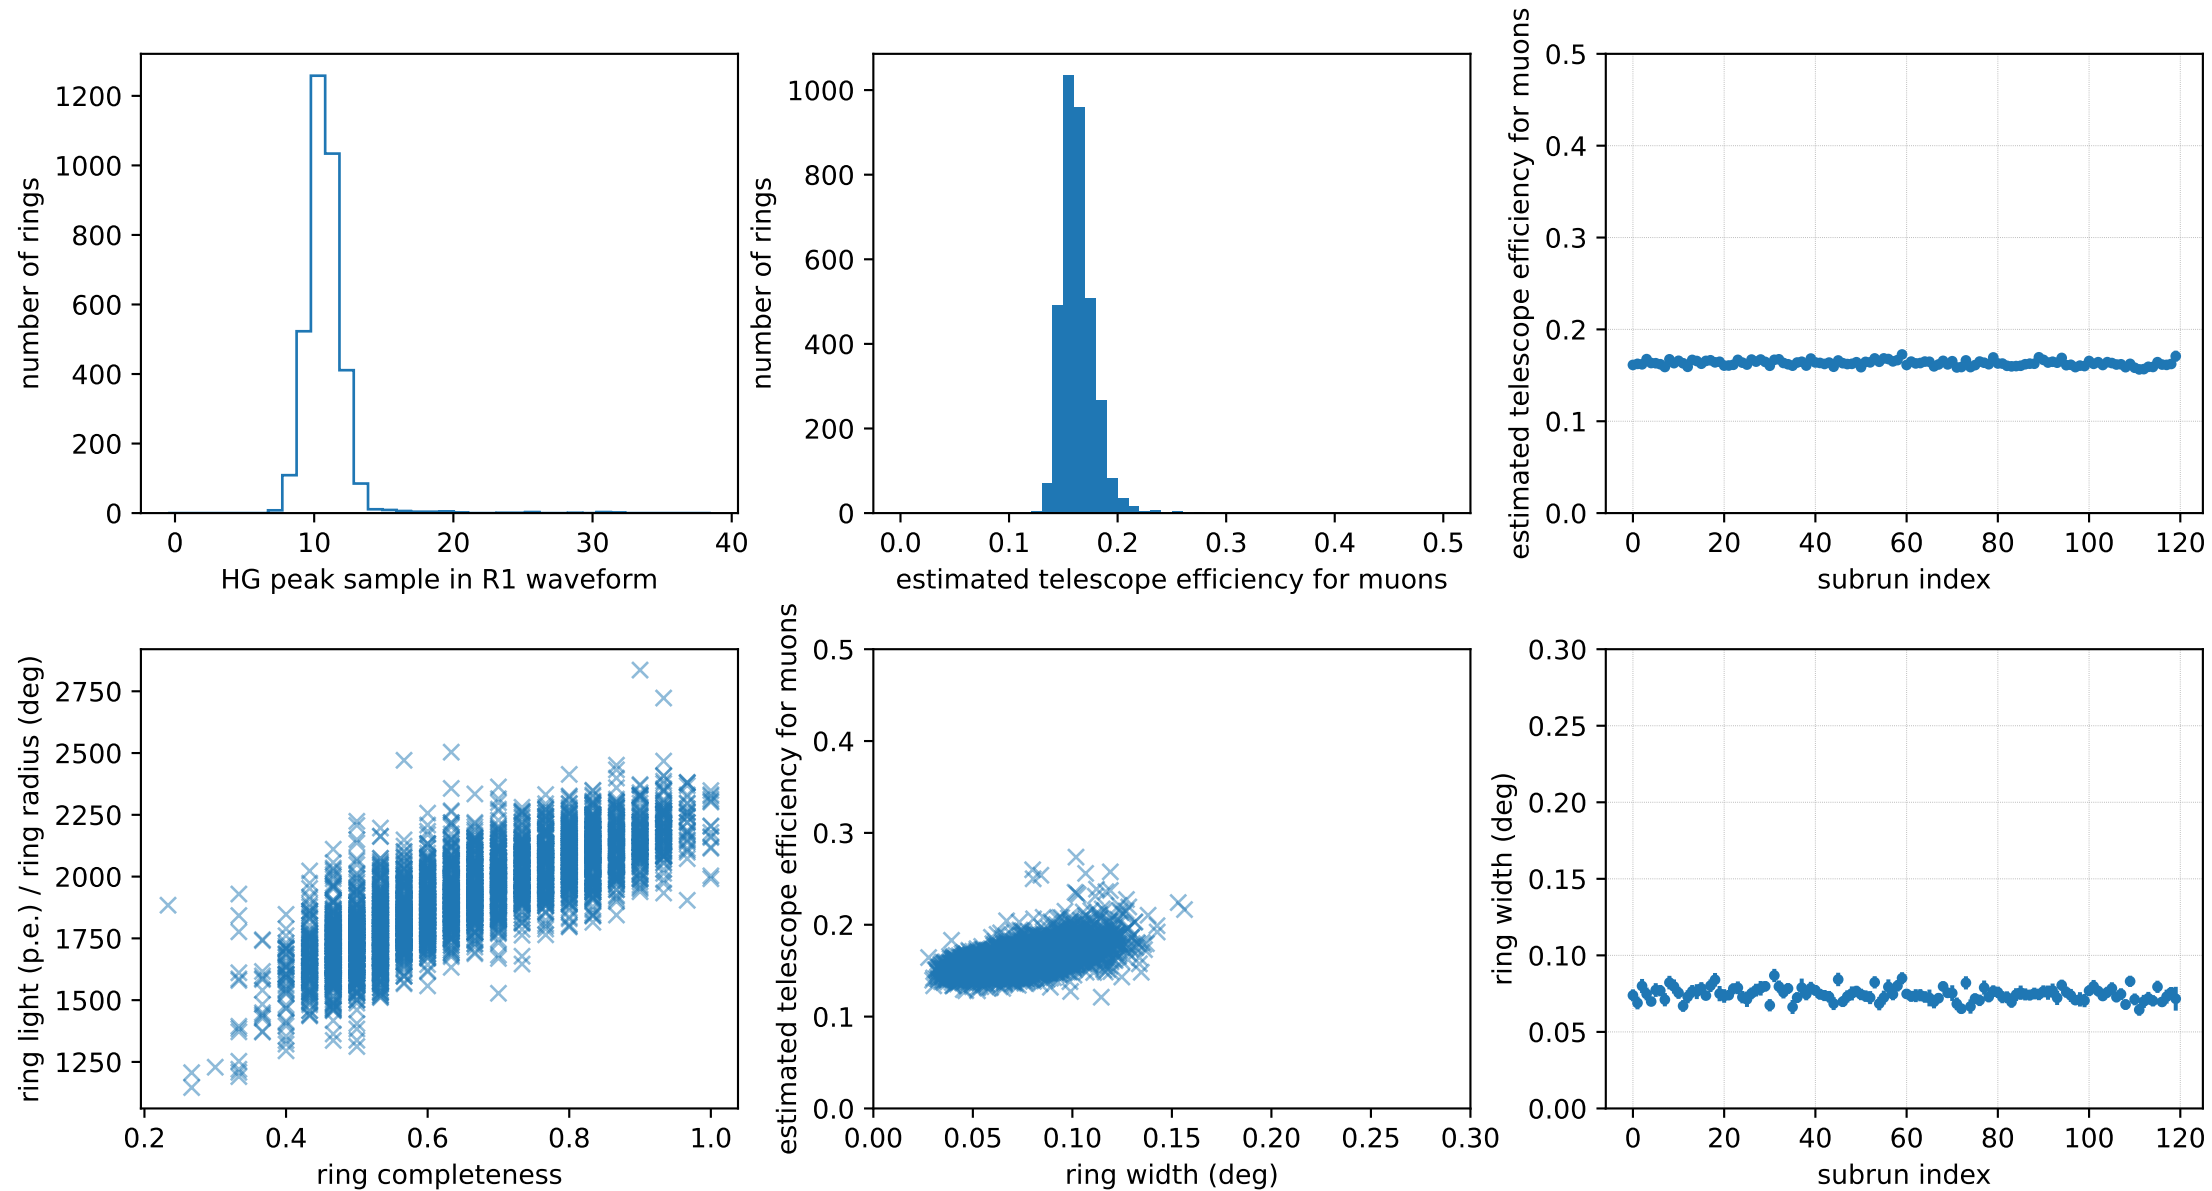 number of rings
1200
1000
800
600
400
200
0
0 10 20 30 40
HG peak sample in R1 waveform
number of rings
1000
800
600
400
200
0
0.0 0.1 0.2 0.3 0.4 0.5
estimated telescope efficiency for muons
estimated telescope efficiency for muons
0.5
0.4
0.3
0.2
0.1
0.0
0 20 40 60 80 100 120
subrun index
ring light (p.e.) / ring radius (deg)
2750
2500
2250
2000
1750
1500
1250
0.2 0.4 0.6 0.8 1.0
ring completeness
estimated telescope efficiency for muons
0.5
0.4
0.3
0.2
0.1
0.0
0.00 0.05 0.10 0.15 0.20 0.25 0.30
ring width (deg)
ring width (deg)
0.30
0.25
0.20
0.15
0.10
0.05
0.00
0 20 40 60 80 100 120
subrun index